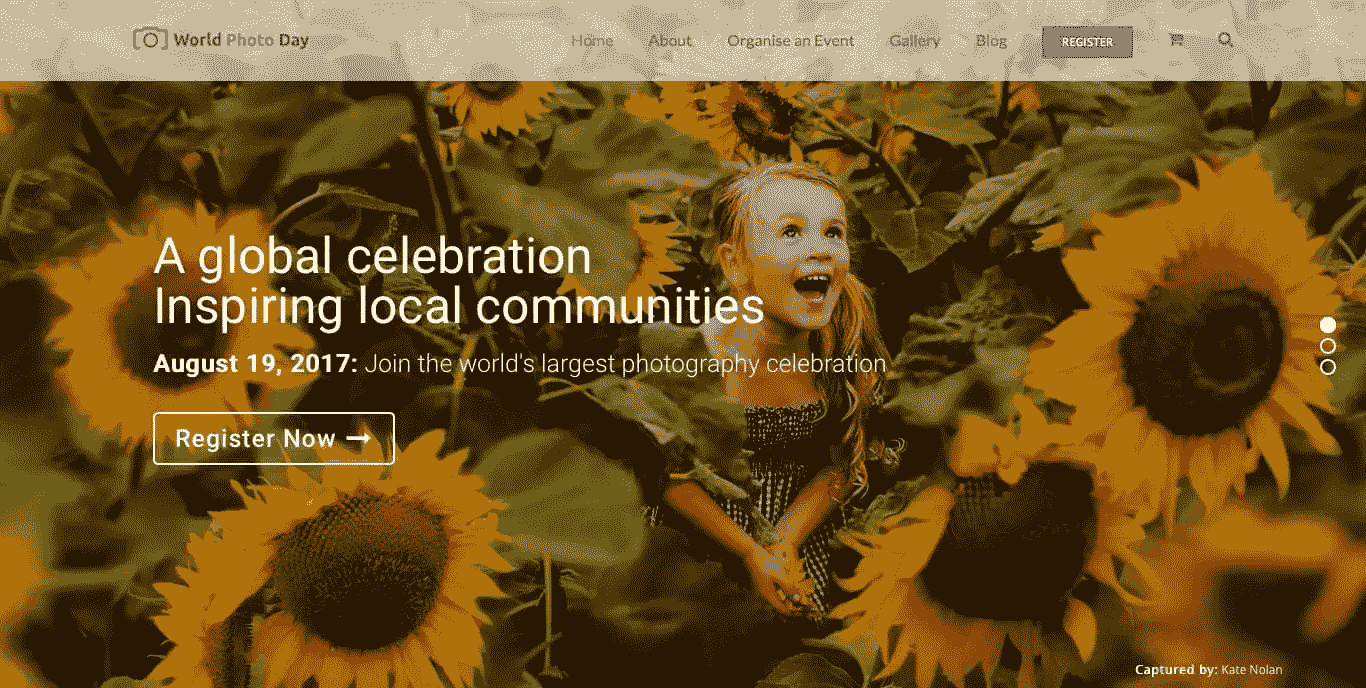 World Photo Day
Home About Organise an Event Gallery Blog REGISTER
A global celebration
Inspiring local communities
August 19, 2017: Join the world's largest photography celebration
Register Now
Captured by: Kate Nolan